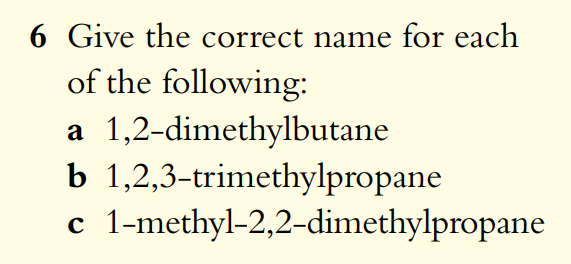 6 Give the correct name for each
of the following:
a 1,2-dimethylbutane
b 1,2,3-trimethylpropane
c 1-methyl-2,2-dimethylpropane